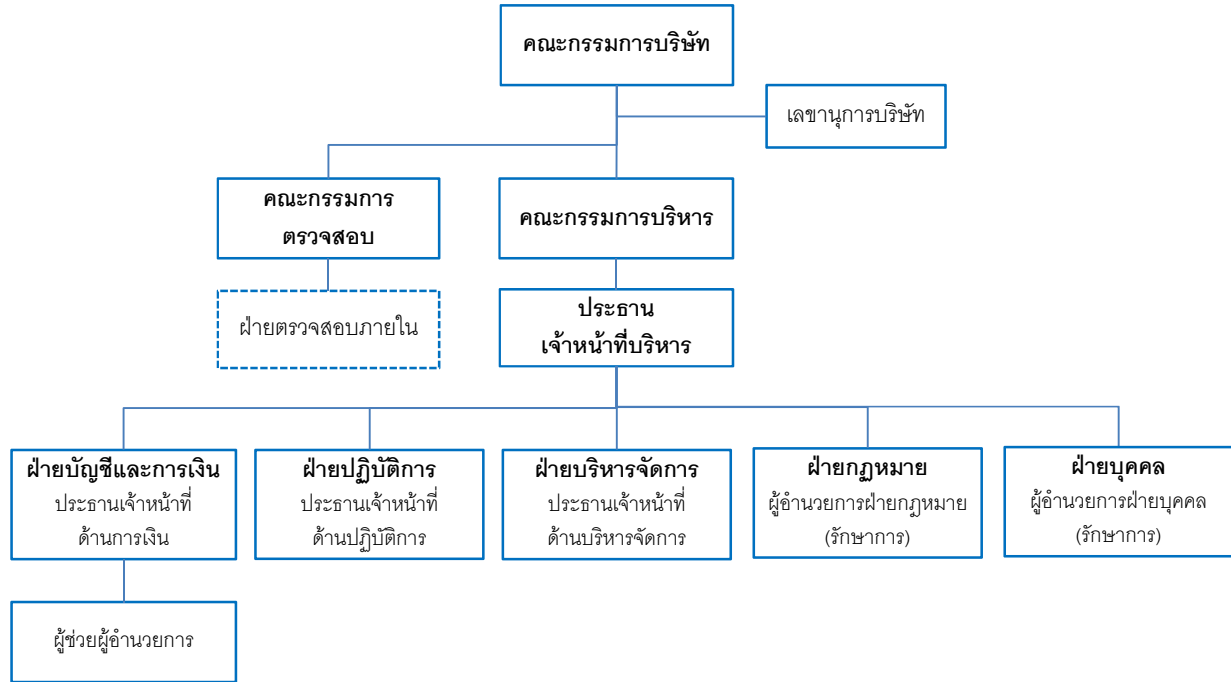 คณะกรรมการบริษัท
เลขานุการบริษัท
คณะกรรมการ
ตรวจสอบ
คณะกรรมการบริหาร
ฝ่ายตรวจสอบภายใน
ประธาน
เจ้าหน้าที่บริหาร
ฝ่ายบัญชีและการเงิน
ประธานเจ้าหน้าที่
ด้านการเงิน
ฝ่ายปฏิบัติการ
ประธานเจ้าหน้าที่
ด้านปฏิบัติการ
ฝ่ายบริหารจัดการ
ประธานเจ้าหน้าที่
ด้านบริหารจัดการ
ฝ่ายกฎหมาย
ผู้อำนวยการฝ่ายกฎหมาย
(รักษาการ)
ฝ่ายบุคคล
ผู้อำนวยการฝ่ายบุคคล
(รักษาการ)
ผู้ช่วยผู้อำนวยการ